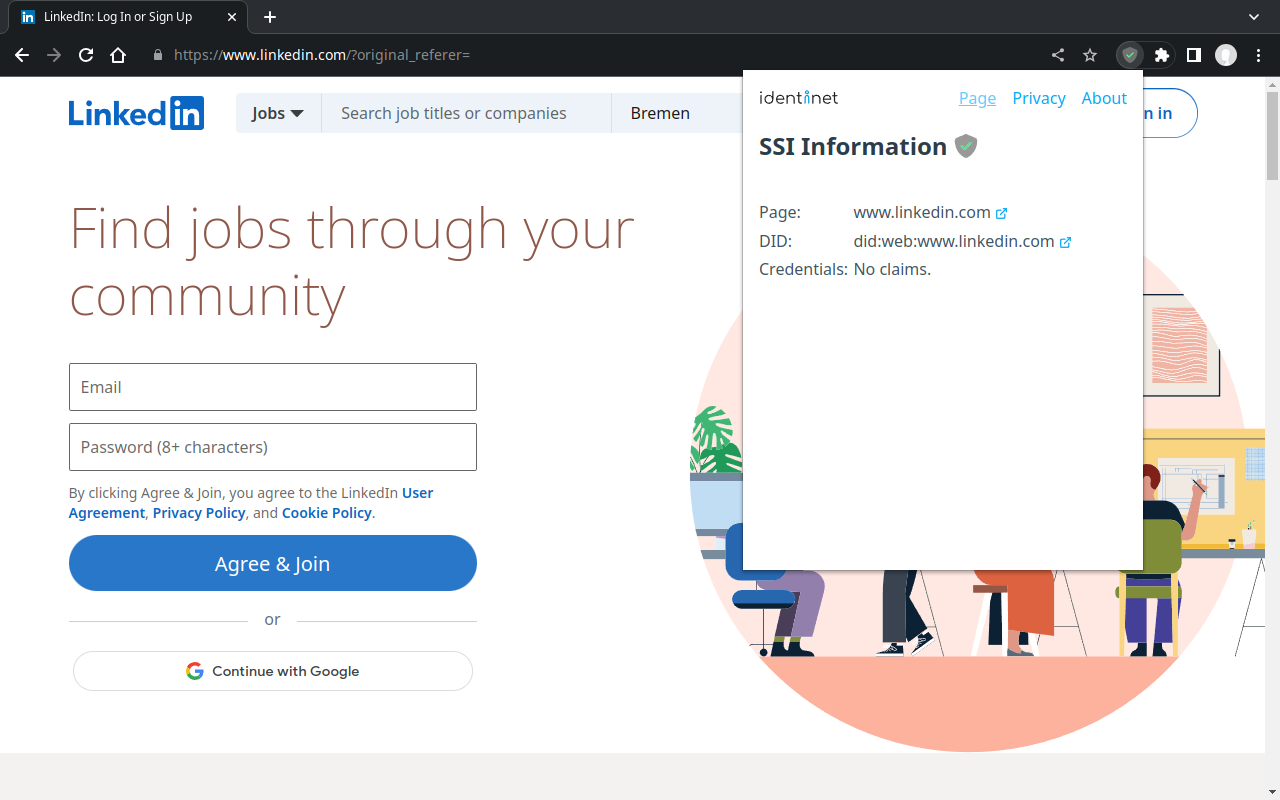 LinkedIn: Log In or Sign Up
https://www.linkedin.com/?original_referer=
Linkedin
Jobs
Search job titles or companies
Bremen
n in
identinet
Page
Privacy
About
SSI Information
Page: www.linkedin.com
DID: did:web:www.linkedin.com
Credentials: No claims.
Find jobs through your
community
Email
Password (8+ characters)
By clicking Agree & Join, you agree to the LinkedIn User
Agreement, Privacy Policy, and Cookie Policy.
Agree & Join
or
Continue with Google